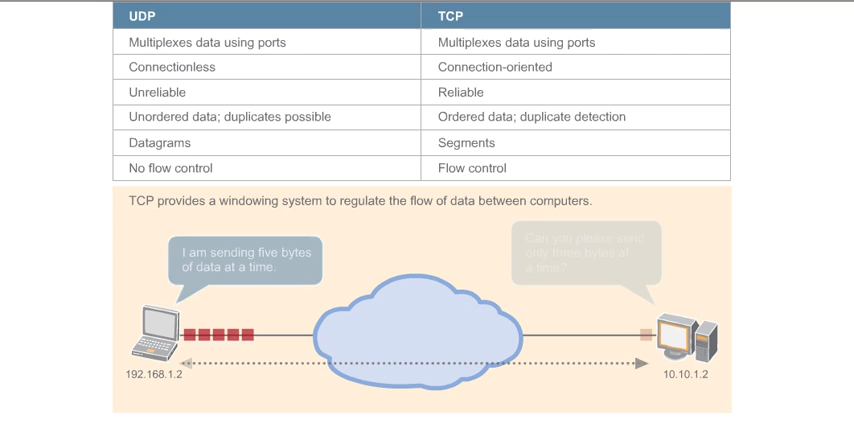 UDP TCP
Multiplexes data using ports Multiplexes data using ports
Connectionless Connection-oriented
Unreliable Reliable
Unordered data; duplicates possible Ordered data; duplicate detection
Datagrams Segments
No flow control Flow control
TCP provides a windowing system to regulate the flow of data between computers.
I am sending five bytes
of data at a time.
Can you please send
only three bytes at
a time?
192.168.1.2
10.10.1.2